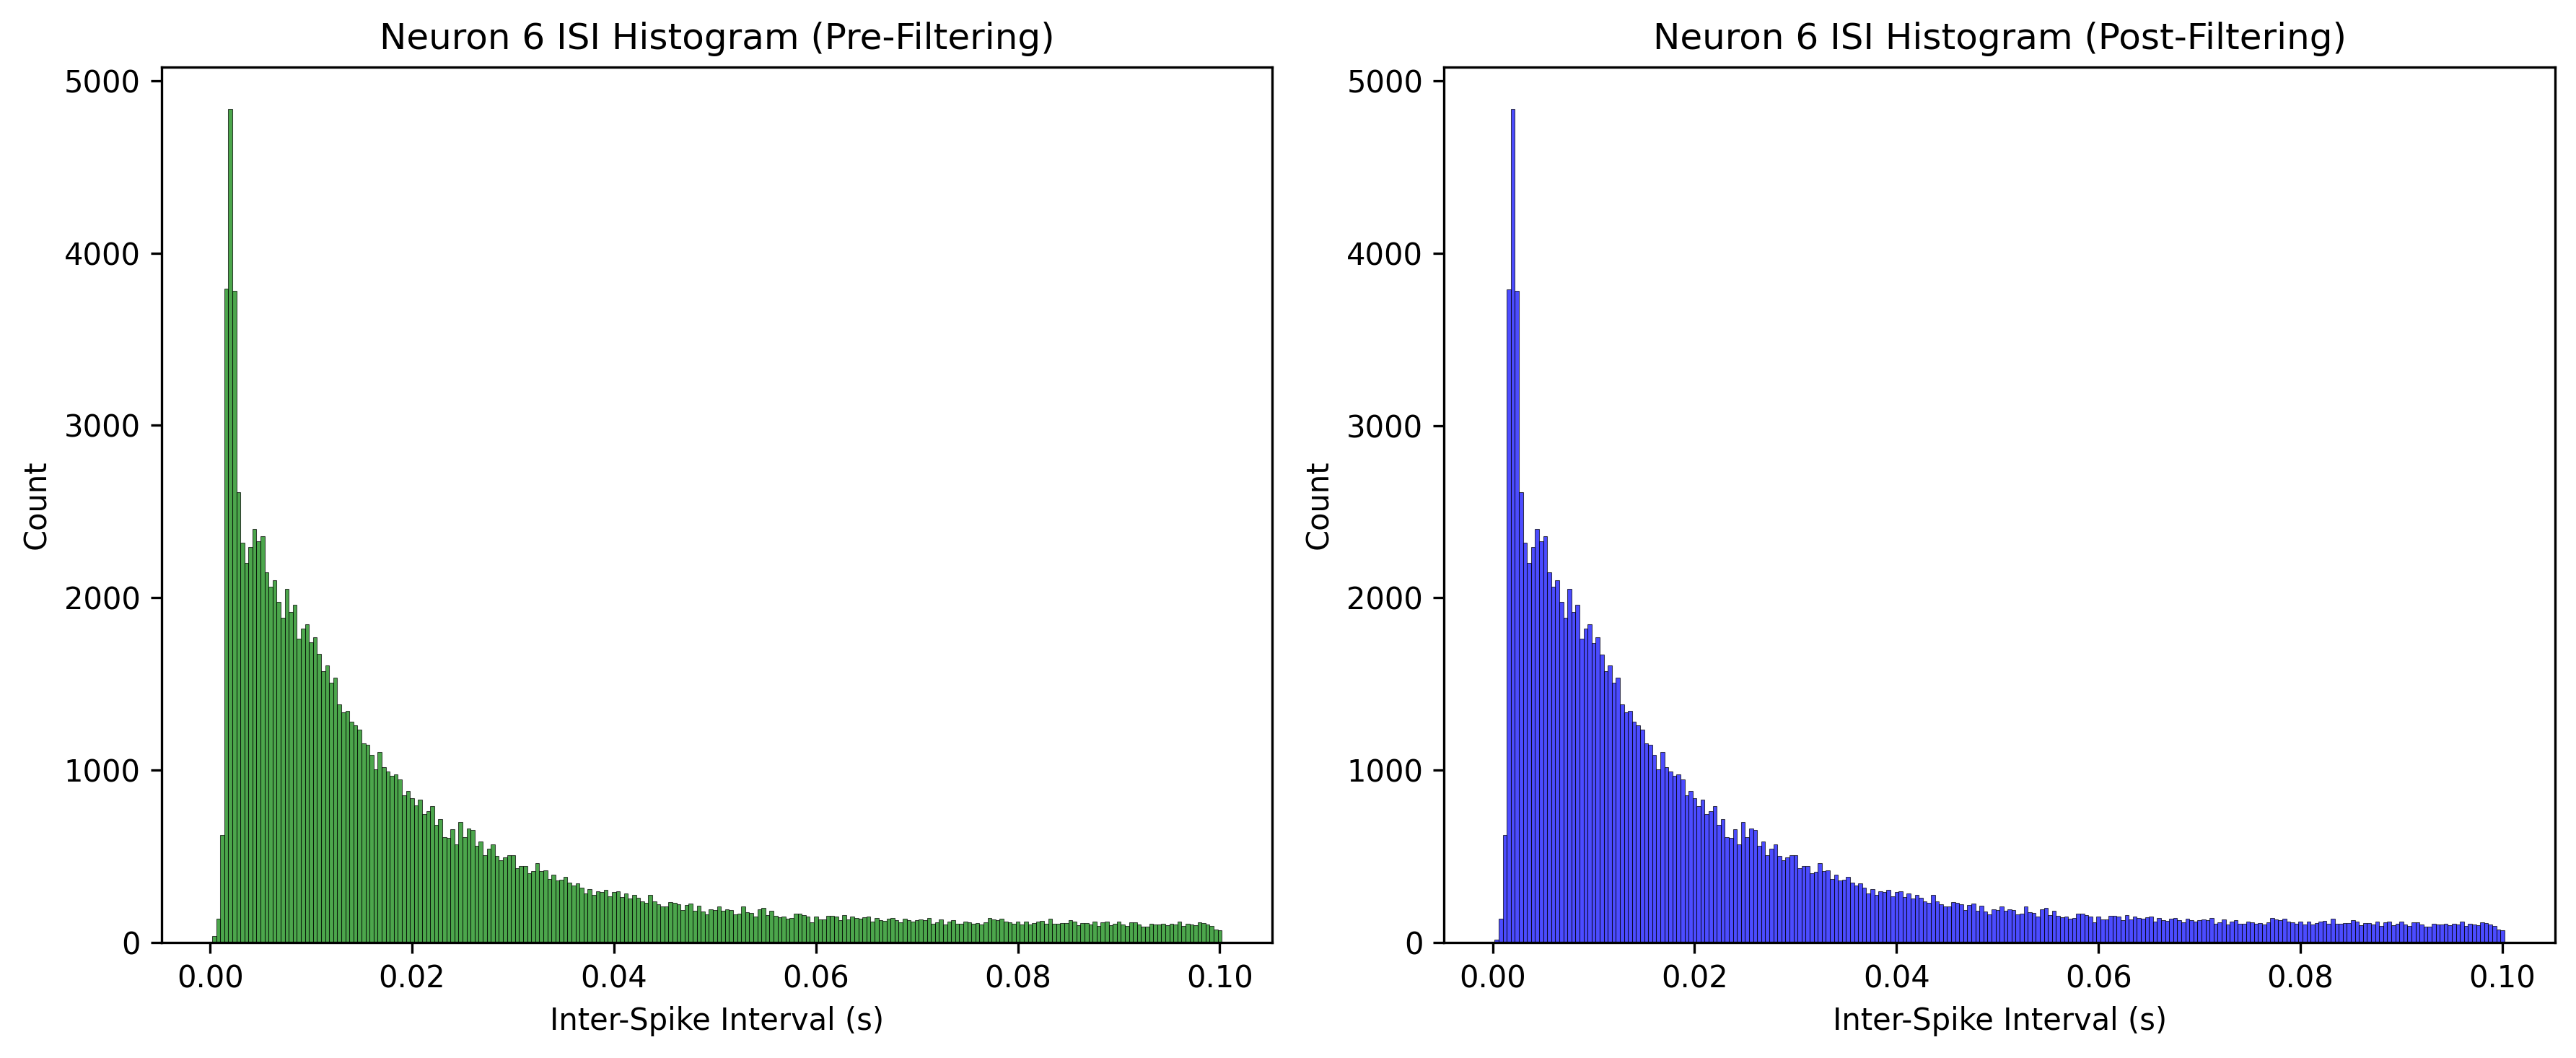 Neuron 6 ISI Histogram (Pre-Filtering)
5000
4000
3000
2000
1000
0
Count
0.00 0.02 0.04 0.06 0.08 0.10
Inter-Spike Interval (s)
Neuron 6 ISI Histogram (Post-Filtering)
5000
4000
3000
2000
1000
0
Count
0.00 0.02 0.04 0.06 0.08 0.10
Inter-Spike Interval (s)